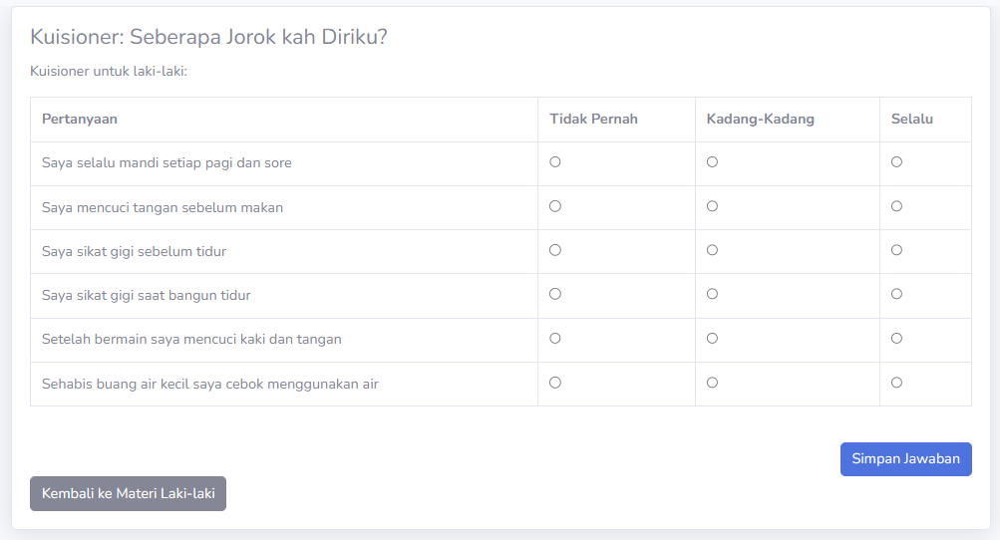 Kuisioner: Seberapa Jorok kah Diriku?
Kuisioner untuk laki-laki:
Pertanyaan Tidak Pernah Kadang-Kadang Selalu
Saya selalu mandi setiap pagi dan sore
Saya mencuci tangan sebelum makan
Saya sikat gigi sebelum tidur
Saya sikat gigi saat bangun tidur
Setelah bermain saya mencuci kaki dan tangan
Sehabis buang air kecil saya cebok menggunakan air
Simpan Jawaban
Kembali ke Materi Laki-laki